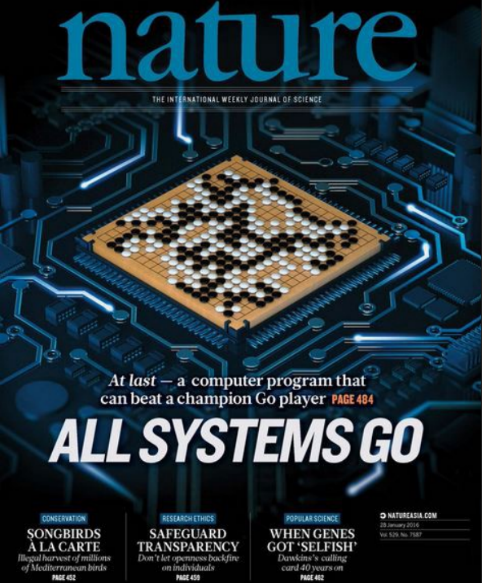 nature
THE INTERNATIONAL WEEKLY JOURNAL OF SCIENCE
At last — a computer program that
can beat a champion Go player PAGE 484
ALL SYSTEMS GO
CONSERVATION
SONGBIRDS
À LA CARTE
Illegal harvest of millions
of Mediterranean birds
PAGE 452
RESEARCH ETHICS
SAFEGUARD
TRANSPARENCY
Don't let openness backfire
on individuals
PAGE 459
POPULAR SCIENCE
WHEN GENES
GOT 'SELFISH'
Dawkins's calling
card 40 years on
PAGE 462
NATUREASIA.COM
28 January 2016
Vol. 529, No. 7587